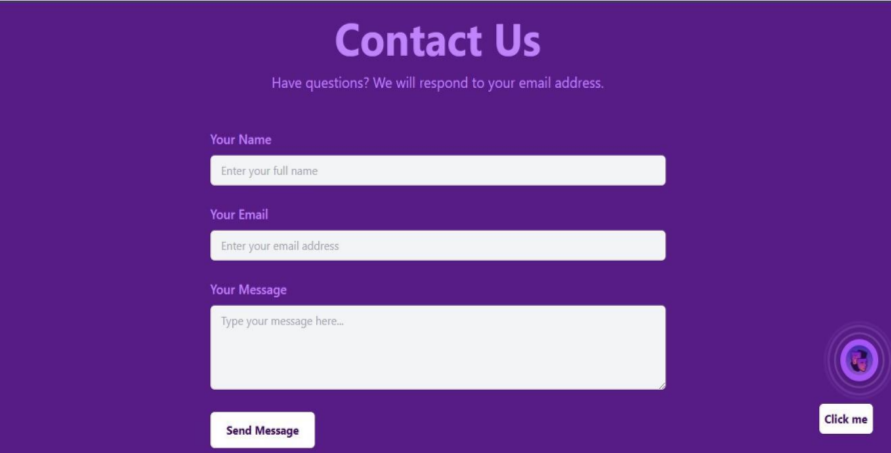 Contact Us
Have questions? We will respond to your email address.
Your Name
Enter your full name
Your Email
Enter your email address
Your Message
Type your message here...
Send Message
Click me